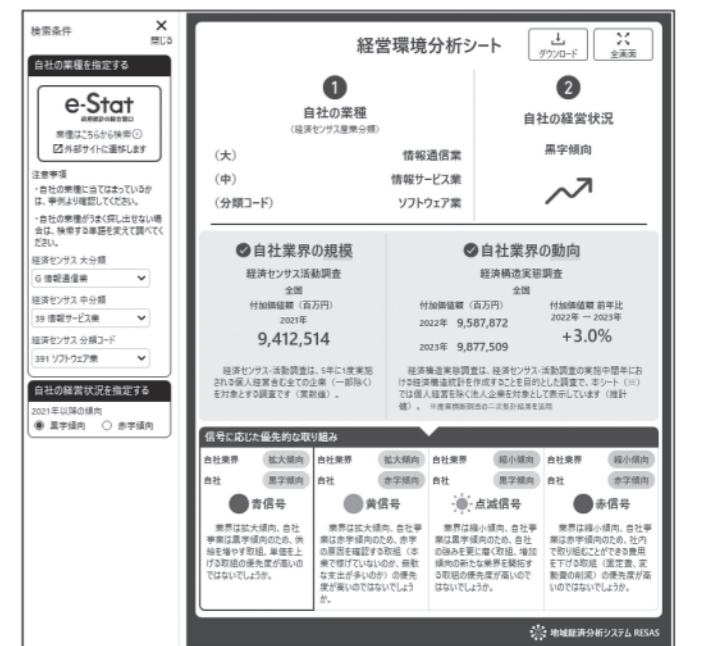 検索条件
×
閉じる
自社の業種を指定する
e-Stat
政府統計の総合窓口
業種はこちらから検索
外部サイトに遷移します
注意事項
・自社の業種に当てはまっているか
は、事例より確認してください。
・自社の業種がうまく探し出せない場
合は、検索する単語を変えて調べてく
ださい。
経済センサス 大分類
G 情報通信業
経済センサス 中分類
39 情報サービス業
経済センサス 分類コード
391 ソフトウェア業
自社の経営状況を指定する
2021年以降の傾向
黒字傾向 赤字傾向
経営環境分析シート
ダウンロード
全画面
1
自社の業種
(経済センサス産業分類)
(大) 情報通信業
(中) 情報サービス業
(分類コード) ソフトウェア業
2
自社の経営状況
黒字傾向
自社業界の規模
経済センサス活動調査
全国
付加価値額(百万円)
2021年
9,412,514
経済センサス-活動調査は、5年に1度実施
される個人経営含む全ての企業(一部除く)
を対象とする調査です(実数値)。
自社業界の動向
経済構造実態調査
全国
付加価値額(百万円)
2022年 9,587,872
2023年 9,877,509
付加価値額 前年比
2022年 ー 2023年
+3.0%
経済構造実態調査は、経済センサス-活動調査の実施中間年にお
ける経済構造統計を作成することを目的とした調査で、本シート(※)
では個人経営を除く法人企業を対象として表示しています(推計
値)。 ※産業横断調査の二次集計結果を活用
信号に応じた優先的な取り組み
自社業界 拡大傾向
自社 黒字傾向
青信号
業界は拡大傾向、自社事
業は黒字傾向のため、供
給を増やす取組、単価を上
げる取組の優先度が高いの
ではないでしょうか。
自社業界 拡大傾向
自社 赤字傾向
黄信号
業界は拡大傾向、自社事
業は赤字傾向のため、赤字
の原因を確認する取組(本
業で稼げていないのか、無駄
な支出が多いのか)の優先
度が高いのではないでしょう
か。
自社業界 縮小傾向
自社 黒字傾向
点滅信号
業界は縮小傾向、自社事
業は黒字傾向のため、自社
の強みを更に磨く取組、増加
傾向の新たな業界を開拓す
る取組の優先度が高いので
はないでしょうか。
自社業界 縮小傾向
自社 赤字傾向
赤信号
業界は縮小傾向、自社事
業は赤字傾向のため、社内
で取り組むことができる費用
を下げる取組(固定費、変
動費の削減)の優先度が高
いのではないでしょうか。
地域経済分析システム RESAS